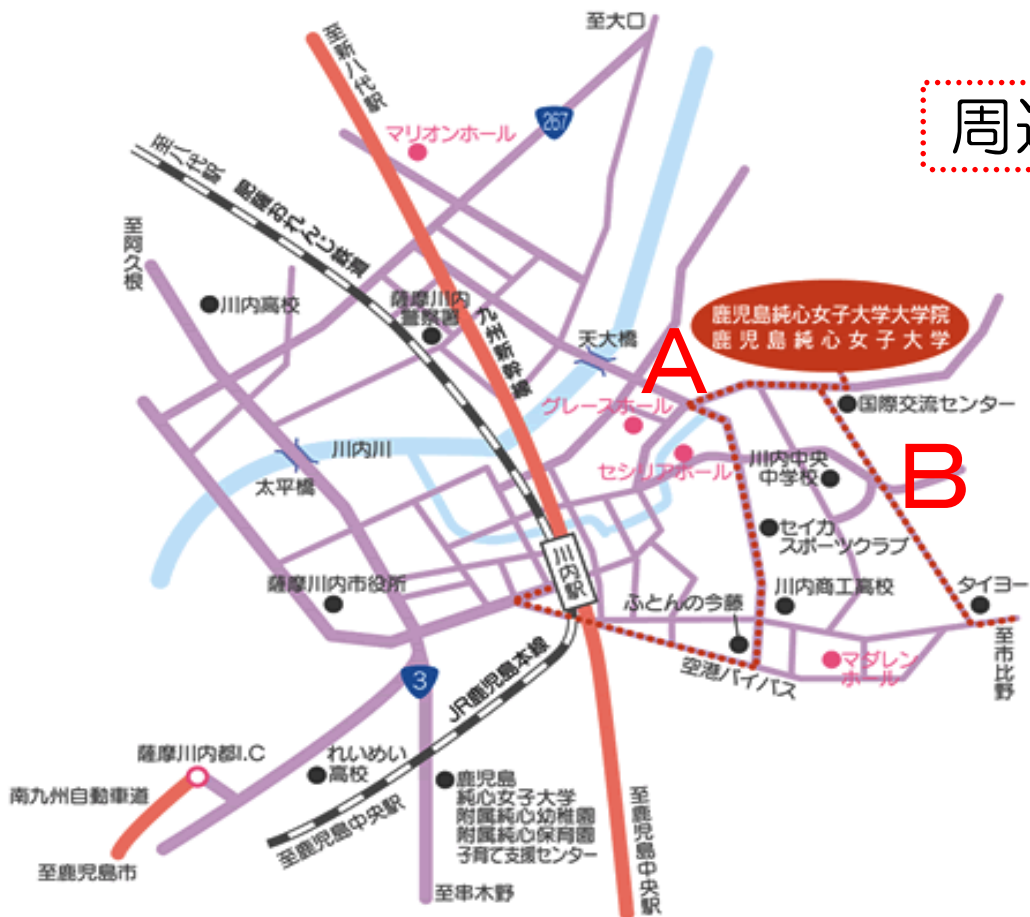 至大口
至新八代駅
267
周辺
マリオンホール
至八代駅
肥薩おれんじ鉄道
至阿久根
川内高校
薩摩川内
警察署
九州新幹線
天大橋
A
鹿児島純心女子大学大学院
鹿児島純心女子大学
グレースホール
国際交流センター
セシリアホール
川内中央
中学校
B
川内川
太平橋
セイカ
スポーツクラブ
川内駅
薩摩川内市役所
ふとんの今藤
川内商工高校
タイヨー
至市比野
空港バイパス
マダレン
ホール
3
JR鹿児島本線
薩摩川内都I.C
れいめい
高校
南九州自動車道
鹿児島
純心女子大学
附属純心幼稚園
附属純心保育園
子育て支援センター
至鹿児島中央駅
至鹿児島中央駅
至鹿児島市
至串木野